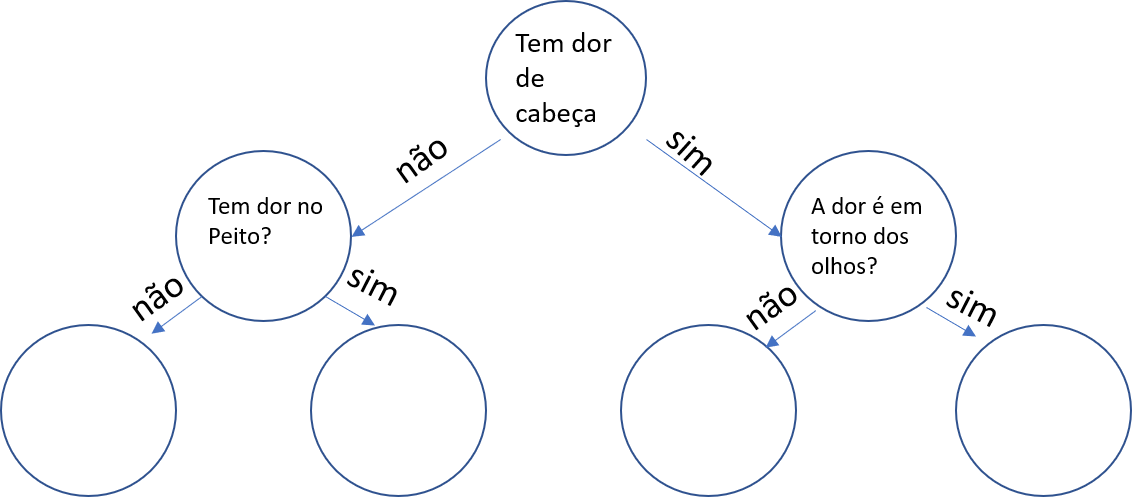 Tem dor
de
cabeça
não
sim
Tem dor no
Peito?
A dor é em
torno dos
olhos?
não
sim
não
sim